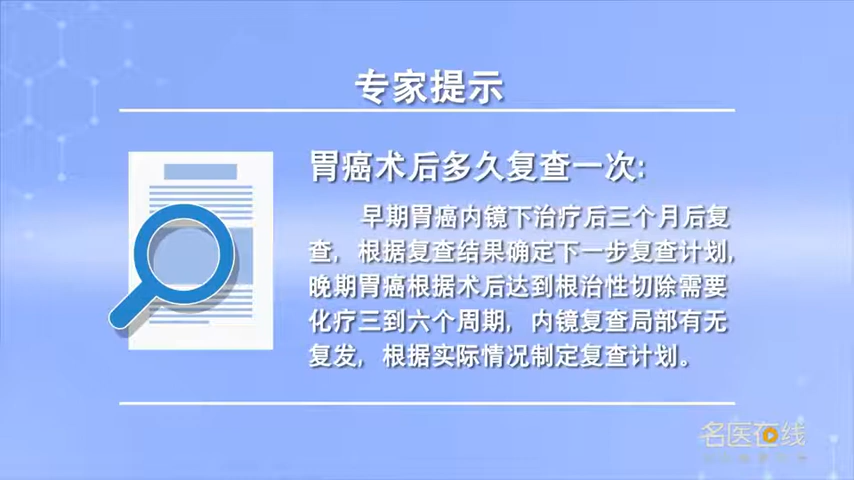 专家提示
胃癌术后多久复查一次:
早期胃癌内镜下治疗后三个月后复
查,根据复查结果确定下一步复查计划,
晚期胃癌根据术后达到根治性切除需要
化疗三到六个周期,内镜复查局部有无
复发,根据实际情况制定复查计划。
名医在线